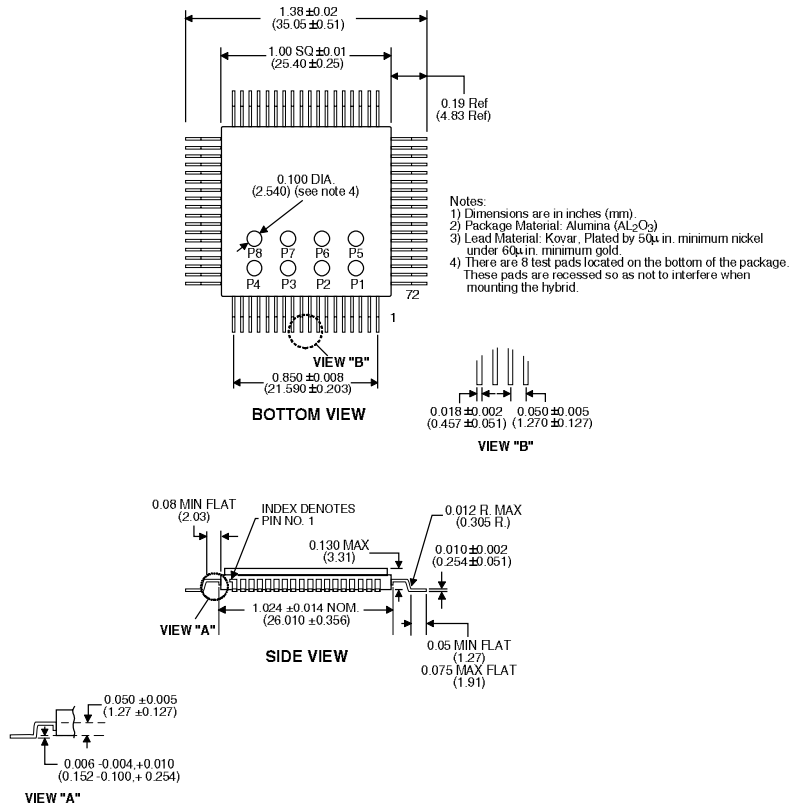 1.38 ±0.02
(35.05 ±0.51)
1.00 SQ ±0.01
(25.40 ±0.25)
0.19 Ref
(4.83 Ref)
0.100 DIA.
(2.540) (see note 4)
P8 P7 P6 P5
P4 P3 P2 P1
72
1
VIEW "B"
0.850 ±0.008
(21.590 ±0.203)
BOTTOM VIEW
Notes:
1) Dimensions are in inches (mm).
2) Package Material: Alumina (AL2O3)
3) Lead Material: Kovar, Plated by 50µ in. minimum nickel
under 60µ in. minimum gold.
4) There are 8 test pads located on the bottom of the package.
These pads are recessed so as not to interfere when
mounting the hybrid.
0.018 ±0.002
(0.457 ±0.051)
0.050 ±0.005
(1.270 ±0.127)
VIEW "B"
0.08 MIN FLAT
(2.03)
INDEX DENOTES
PIN NO. 1
0.130 MAX
(3.31)
0.012 R. MAX
(0.305 R.)
0.010 ±0.002
(0.254 ±0.051)
VIEW "A"
1.024 ±0.014 NOM.
(26.010 ±0.356)
SIDE VIEW
0.05 MIN FLAT
(1.27)
0.075 MAX FLAT
(1.91)
0.050 ±0.005
(1.27 ±0.127)
0.006 -0.004,+0.010
(0.152 -0.100,+ 0.254)
VIEW "A"